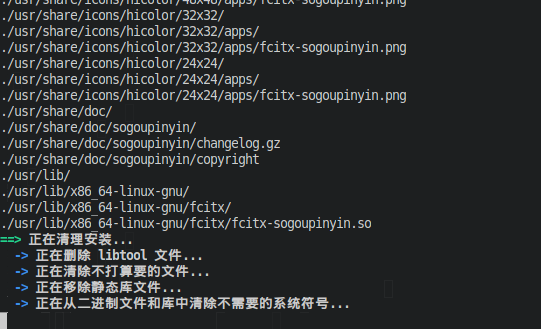 ./usr/share/icons/hicolor/48x48/apps/fcitx-sogoupinyin.png
./usr/share/icons/hicolor/32x32/
./usr/share/icons/hicolor/32x32/apps/
./usr/share/icons/hicolor/32x32/apps/fcitx-sogoupinyin.png
./usr/share/icons/hicolor/24x24/
./usr/share/icons/hicolor/24x24/apps/
./usr/share/icons/hicolor/24x24/apps/fcitx-sogoupinyin.png
./usr/share/doc/
./usr/share/doc/sogoupinyin/
./usr/share/doc/sogoupinyin/changelog.gz
./usr/share/doc/sogoupinyin/copyright
./usr/lib/
./usr/lib/x86_64-linux-gnu/
./usr/lib/x86_64-linux-gnu/fcitx/
./usr/lib/x86_64-linux-gnu/fcitx/fcitx-sogoupinyin.so
==> 正在清理安装...
-> 正在删除 libtool 文件...
-> 正在清除不打算要的文件...
-> 正在移除静态库文件...
-> 正在从二进制文件和库中清除不需要的系统符号...